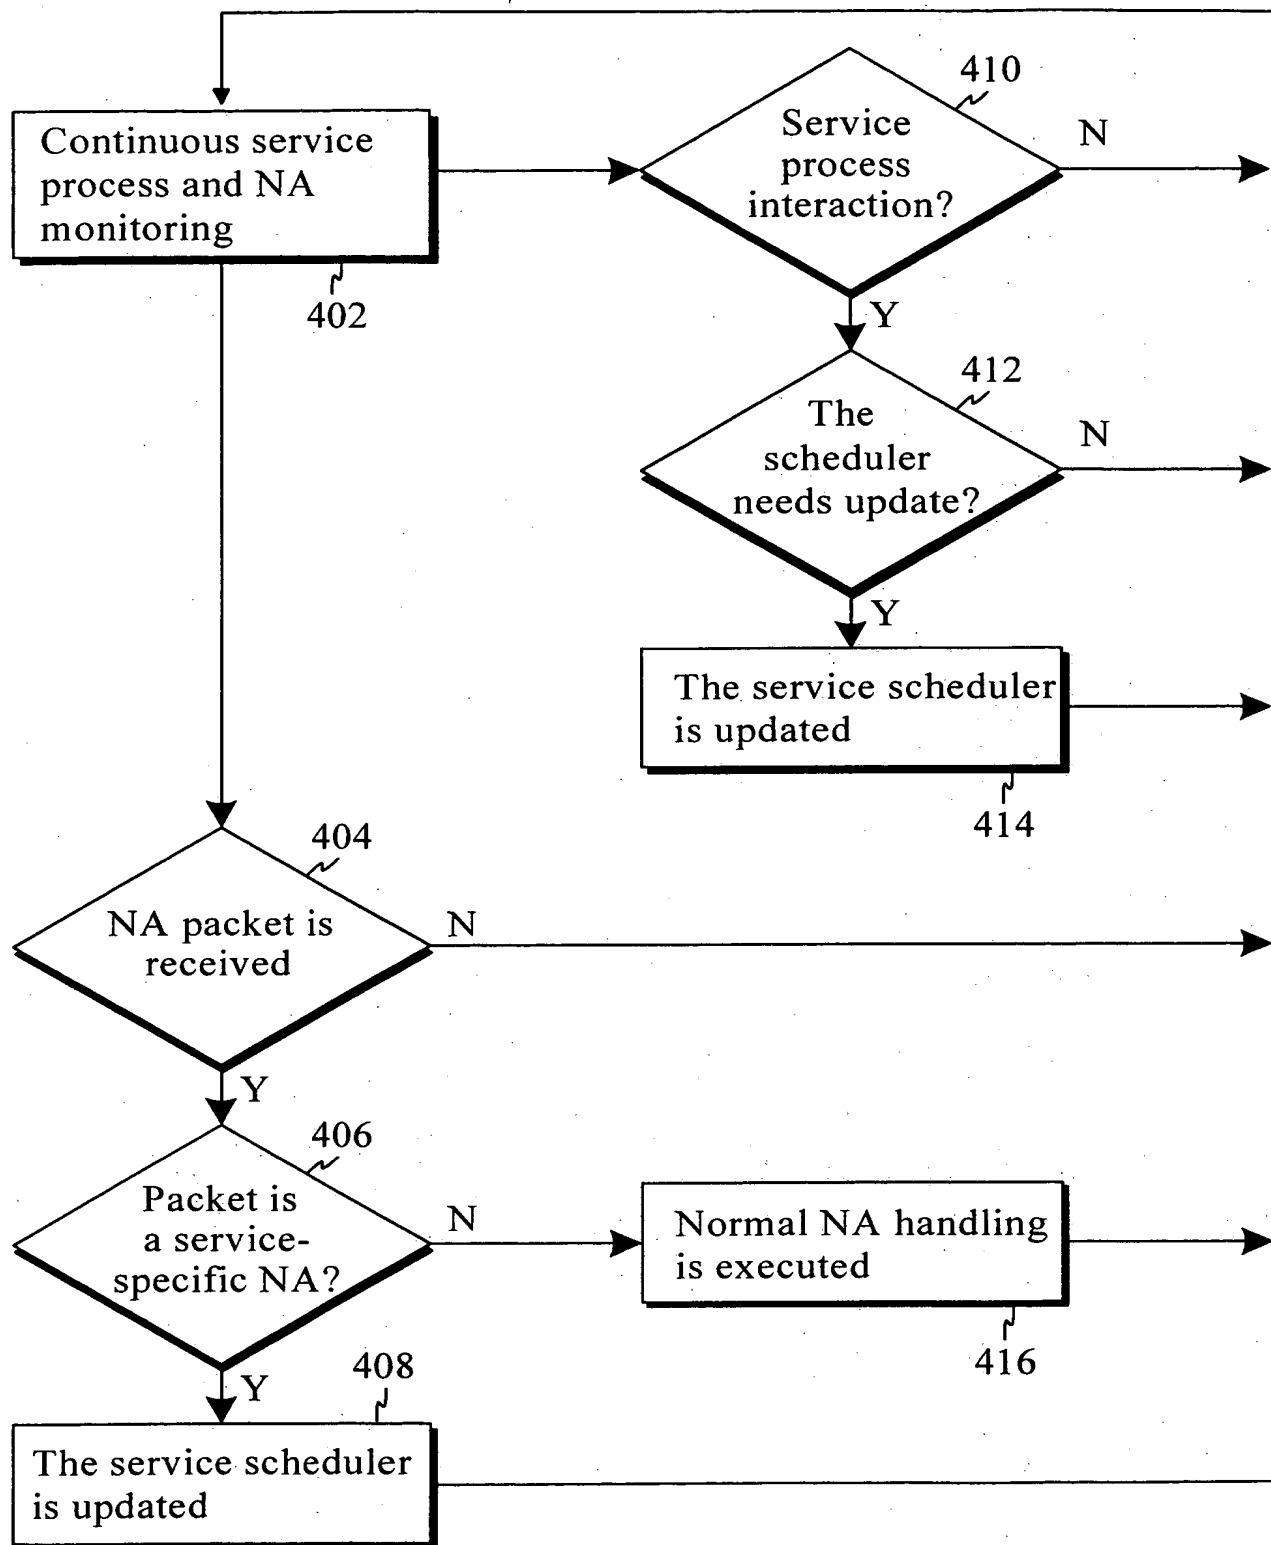 410
Service
process
interaction?
N
Continuous service
process and NA
monitoring
402
Y
412
The
scheduler
needs update?
N
Y
The service scheduler
is updated
414
404
NA packet is
received
N
Y
406
Packet is
a service-
specific NA?
N
Normal NA handling
is executed
416
Y
408
The service scheduler
is updated